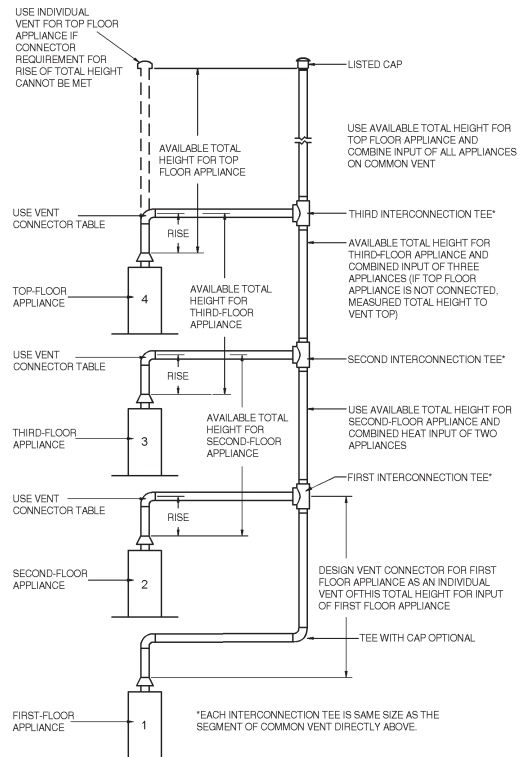 USE INDIVIDUAL
VENT FOR TOP FLOOR
APPLIANCE IF
CONNECTOR
REQUIREMENT FOR
RISE OF TOTAL HEIGHT
CANNOT BE MET
LISTED CAP
AVAILABLE TOTAL
HEIGHT FOR TOP
FLOOR APPLIANCE
USE AVAILABLE TOTAL HEIGHT FOR
TOP FLOOR APPLIANCE AND
COMBINE INPUT OF ALL APPLIANCES
ON COMMON VENT
USE VENT
CONNECTOR TABLE
RISE
THIRD INTERCONNECTION TEE*
AVAILABLE TOTAL HEIGHT FOR
THIRD-FLOOR APPLIANCE AND
COMBINED INPUT OF THREE
APPLIANCES (IF TOP FLOOR
APPLIANCE IS NOT CONNECTED,
MEASURED TOTAL HEIGHT TO
VENT TOP)
TOP-FLOOR
APPLIANCE
4
AVAILABLE TOTAL
HEIGHT FOR
THIRD-FLOOR
APPLIANCE
USE VENT
CONNECTOR TABLE
RISE
SECOND INTERCONNECTION TEE*
THIRD-FLOOR
APPLIANCE
3
AVAILABLE TOTAL
HEIGHT FOR
SECOND-FLOOR
APPLIANCE
USE AVAILABLE TOTAL HEIGHT FOR
SECOND-FLOOR APPLIANCE AND
COMBINED HEAT INPUT OF TWO
APPLIANCES
FIRST INTERCONNECTION TEE*
USE VENT
CONNECTOR TABLE
RISE
SECOND-FLOOR
APPLIANCE
2
DESIGN VENT CONNECTOR FOR FIRST
FLOOR APPLIANCE AS AN INDIVIDUAL
VENT OFTHIS TOTAL HEIGHT FOR INPUT
OF FIRST FLOOR APPLIANCE
TEE WITH CAP OPTIONAL
FIRST-FLOOR
APPLIANCE
1
*EACH INTERCONNECTION TEE IS SAME SIZE AS THE
SEGMENT OF COMMON VENT DIRECTLY ABOVE.